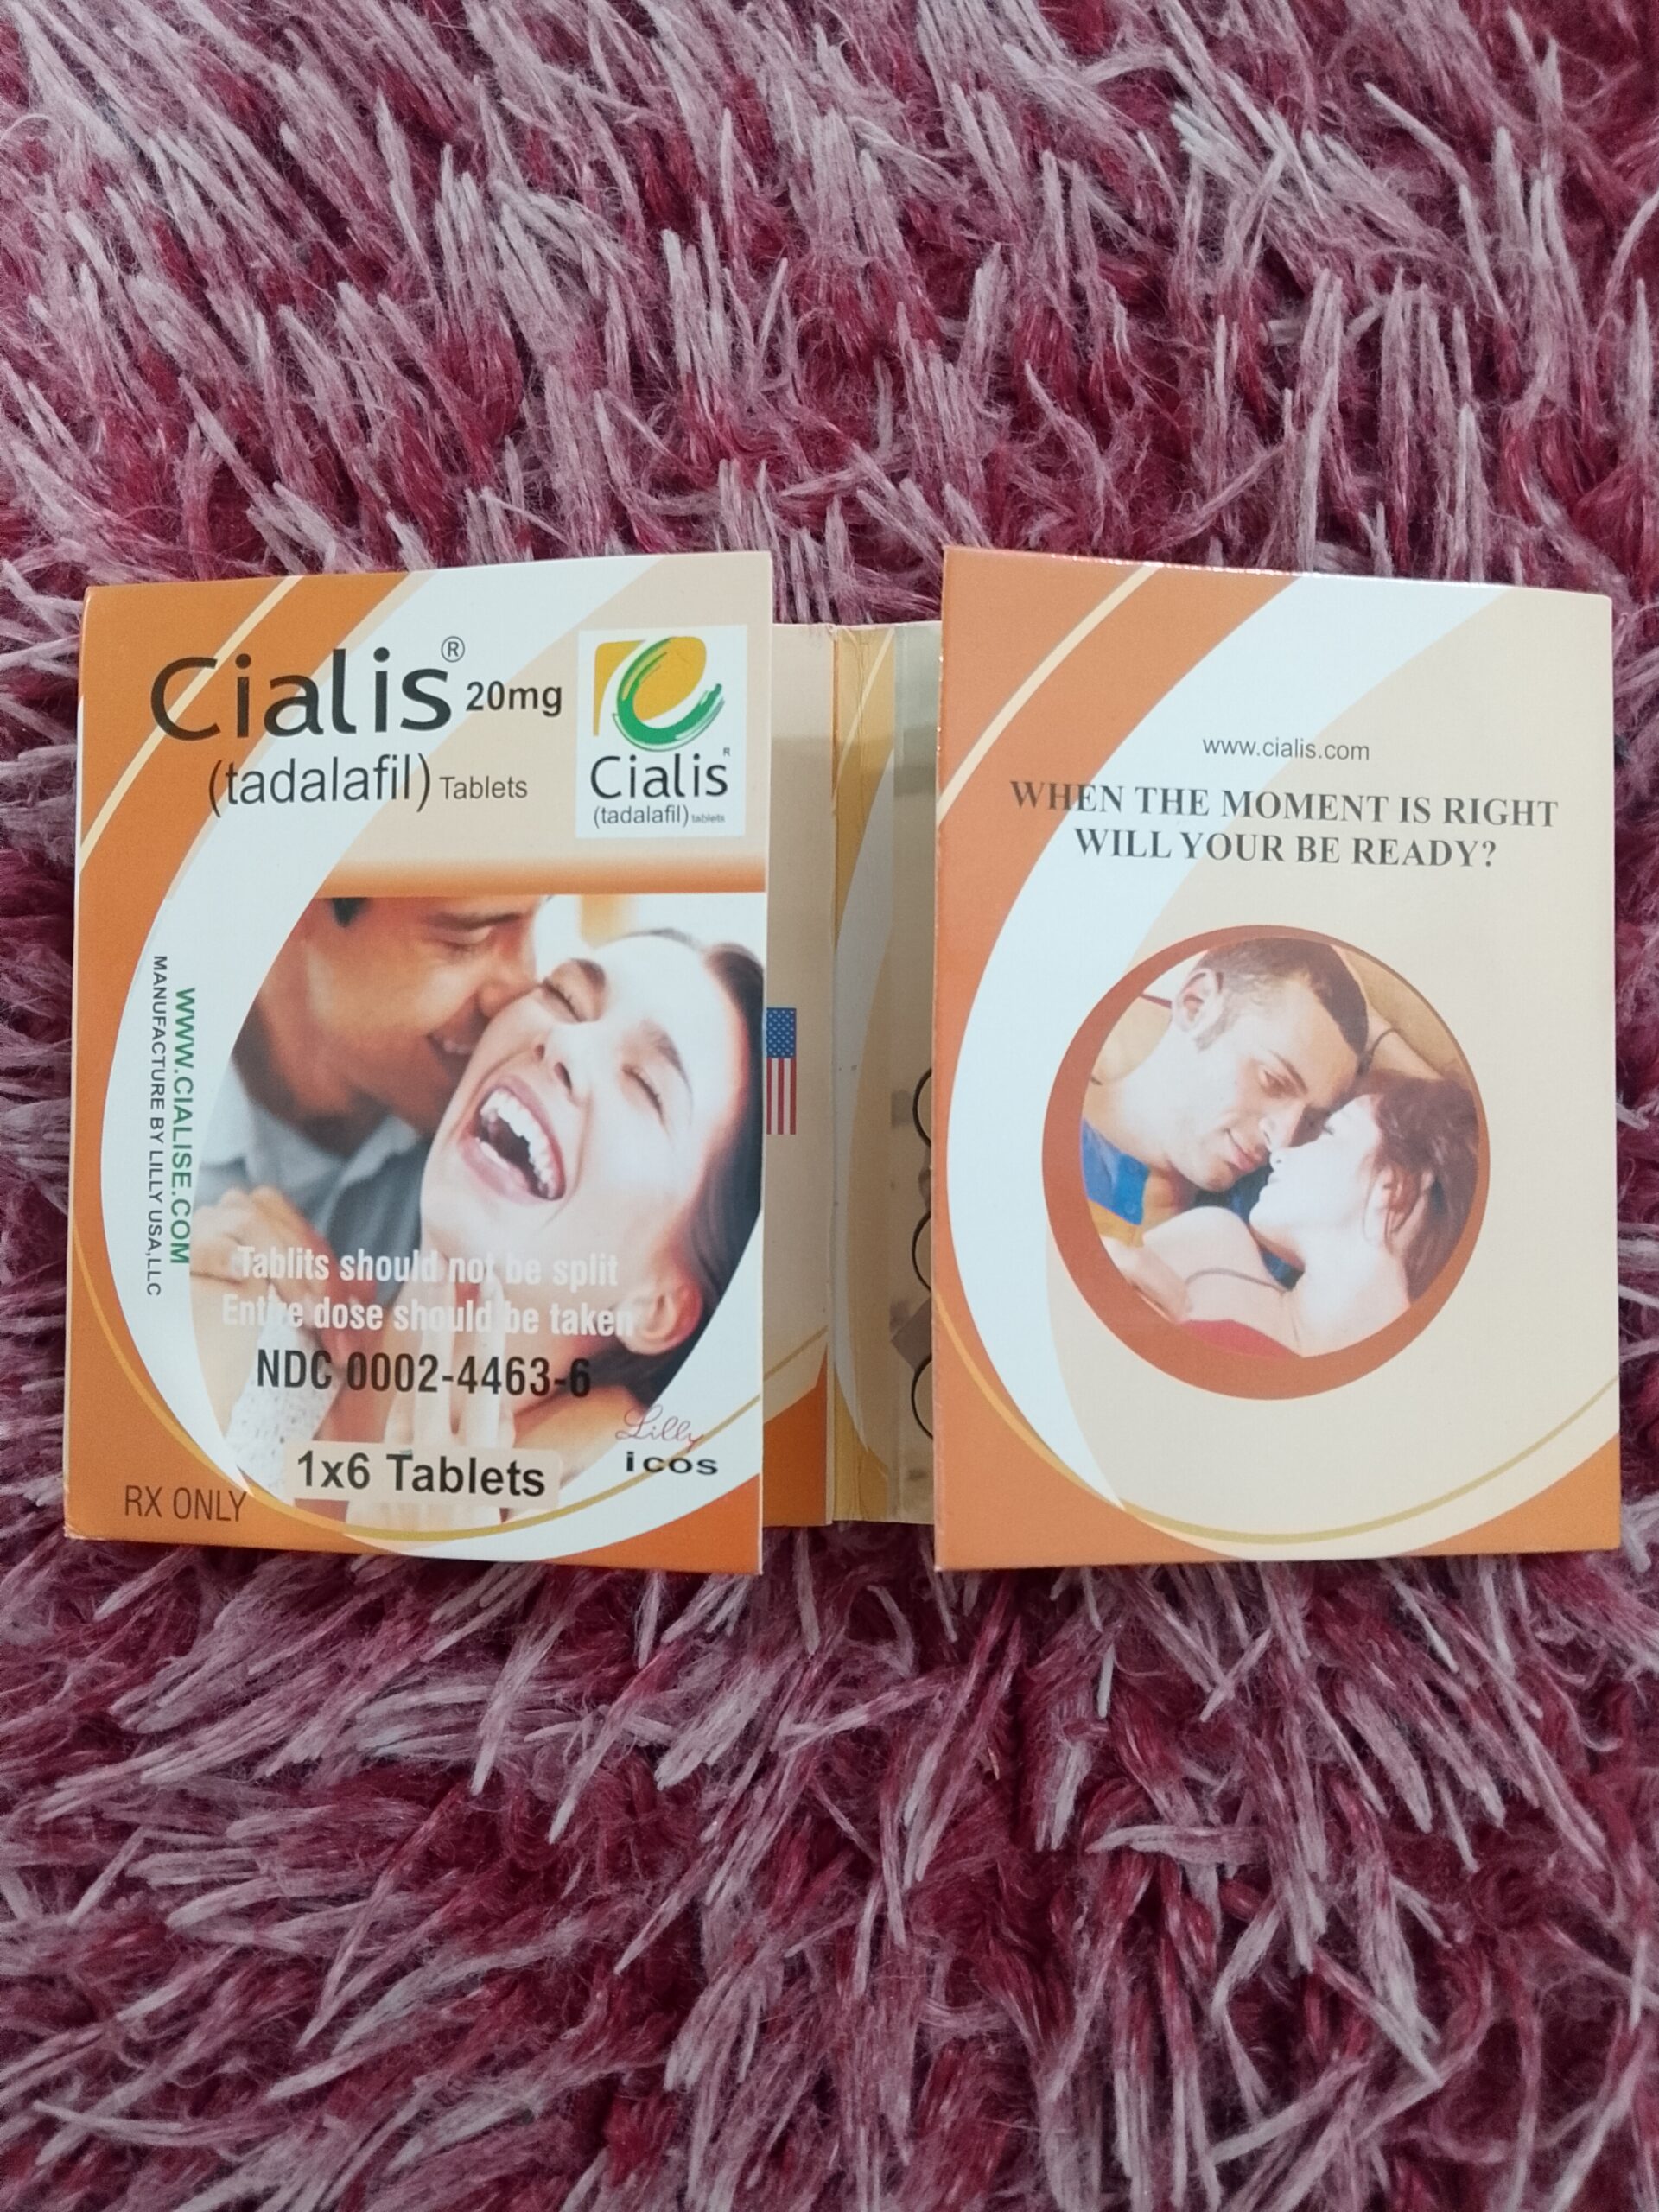 Cialis® 20mg
(tadalafil) Tablets
Cialis®
(tadalafil) tablets
WWW.CIALISE.COM
MANUFACTURE BY LILLY USA,LLC
Tablits should not be split
Entire dose should be taken
NDC 0002-4463-6
Lilly
icos
1x6 Tablets
RX ONLY
www.cialis.com
WHEN THE MOMENT IS RIGHT
WILL YOUR BE READY?